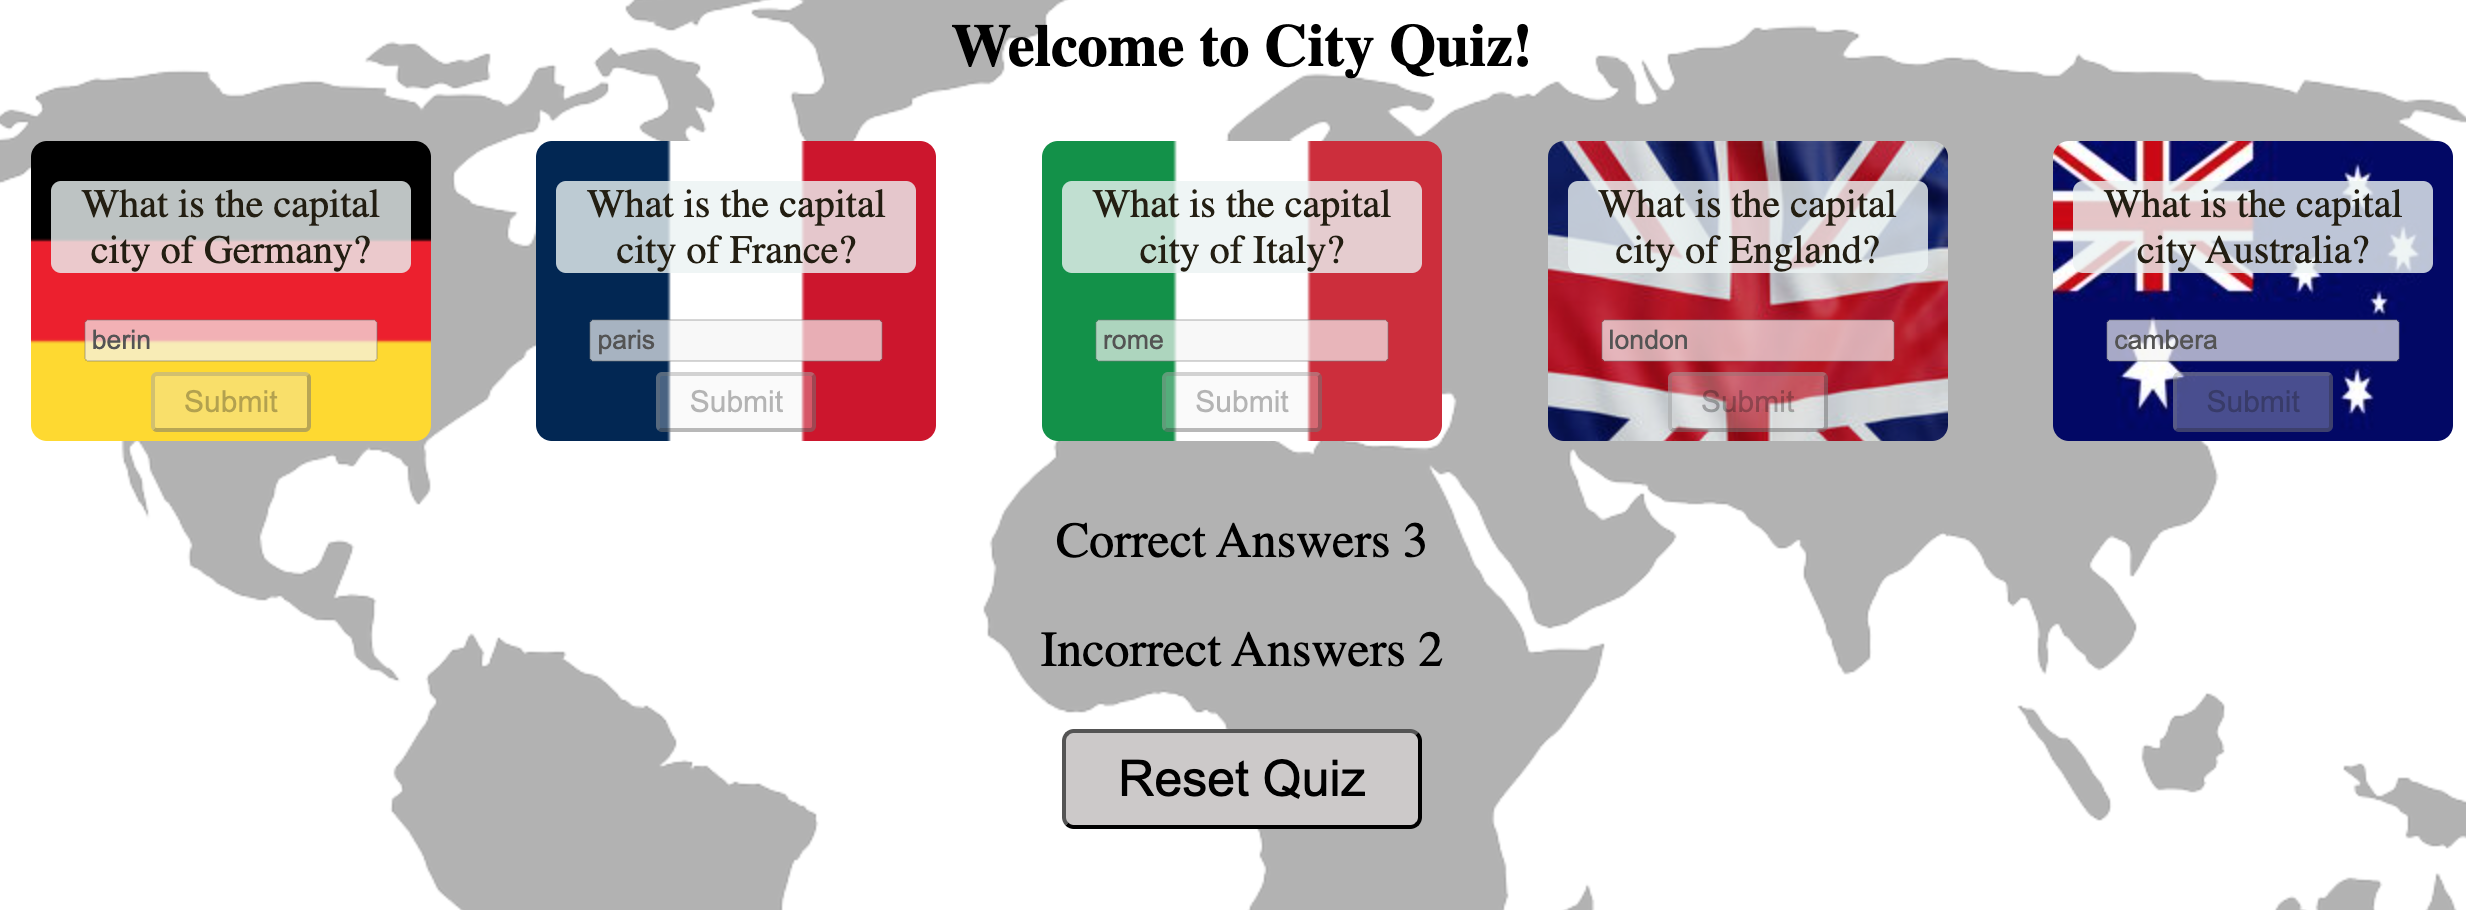 Welcome to City Quiz!
What is the capital
city of Germany?
berin
Submit
What is the capital
city of France?
paris
Submit
What is the capital
city of Italy?
rome
Submit
What is the capital
city of England?
london
Submit
What is the capital
city Australia?
cambera
Submit
Correct Answers 3
Incorrect Answers 2
Reset Quiz